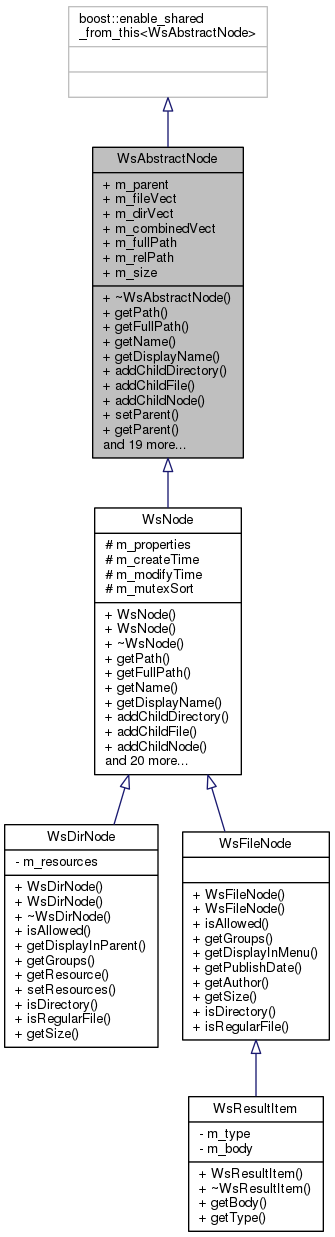 boost::enable_shared
_from_this<WsAbstractNode>
WsAbstractNode
+ m_parent
+ m_fileVect
+ m_dirVect
+ m_combinedVect
+ m_fullPath
+ m_relPath
+ m_size
+ ~WsAbstractNode()
+ getPath()
+ getFullPath()
+ getName()
+ getDisplayName()
+ addChildDirectory()
+ addChildFile()
+ addChildNode()
+ setParent()
+ getParent()
and 19 more...
WsNode
# m_properties
# m_createTime
# m_modifyTime
# m_mutexSort
+ WsNode()
+ WsNode()
+ ~WsNode()
+ getPath()
+ getFullPath()
+ getName()
+ getDisplayName()
+ addChildDirectory()
+ addChildFile()
+ addChildNode()
and 20 more...
WsDirNode
- m_resources
+ WsDirNode()
+ WsDirNode()
+ ~WsDirNode()
+ isAllowed()
+ getDisplayInParent()
+ getGroups()
+ getResource()
+ setResources()
+ isDirectory()
+ isRegularFile()
+ getSize()
WsFileNode
+ WsFileNode()
+ WsFileNode()
+ isAllowed()
+ getGroups()
+ getDisplayInMenu()
+ getPublishDate()
+ getAuthor()
+ getSize()
+ isDirectory()
+ isRegularFile()
WsResultItem
- m_type
- m_body
+ WsResultItem()
+ ~WsResultItem()
+ getBody()
+ getType()